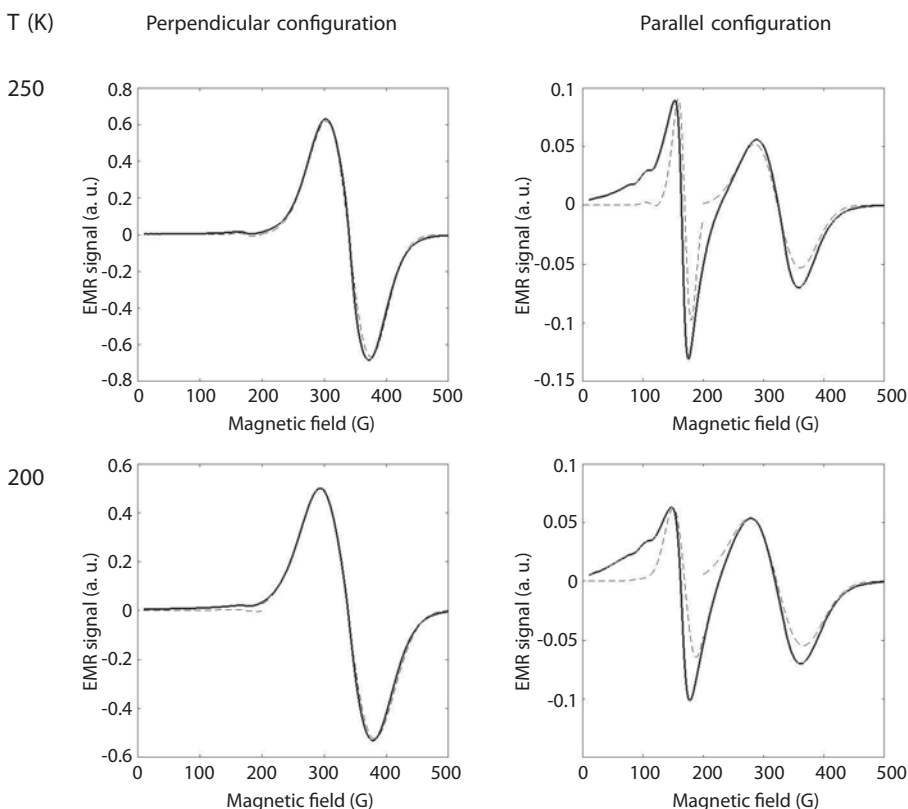 T (K) Perpendicular configuration Parallel configuration
250
0.8
0.6
0.4
0.2
0
-0.2
-0.4
-0.6
-0.8
EMR signal (a. u.)
0 100 200 300 400 500
Magnetic field (G)
0.1
0.05
0
-0.05
-0.1
-0.15
EMR signal (a. u.)
0 100 200 300 400 500
Magnetic field (G)
200
0.6
0.4
0.2
0
-0.2
-0.4
-0.6
EMR signal (a. u.)
0 100 200 300 400 500
Magnetic field (G)
0.1
0.05
0
-0.05
-0.1
EMR signal (a. u.)
0 100 200 300 400 500
Magnetic field (G)